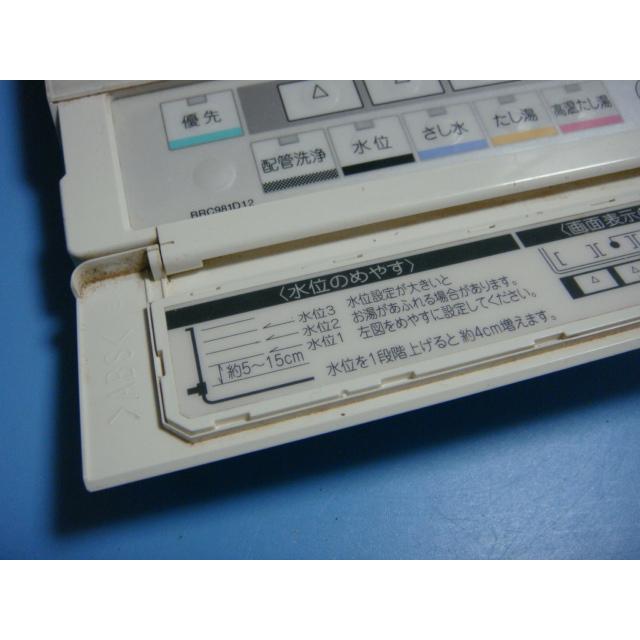 優先
△
配管洗浄
水位
さし水
たし湯
高温たし湯
BRC981D12
〈水位のめやす〉
水位3
水位2
水位1
約5〜15cm
水位設定が大きいと
お湯があふれる場合があります。
左図をめやすに設定してください。
水位を1段階上げると約4cm増えます。
〈画面表示
>ABS<